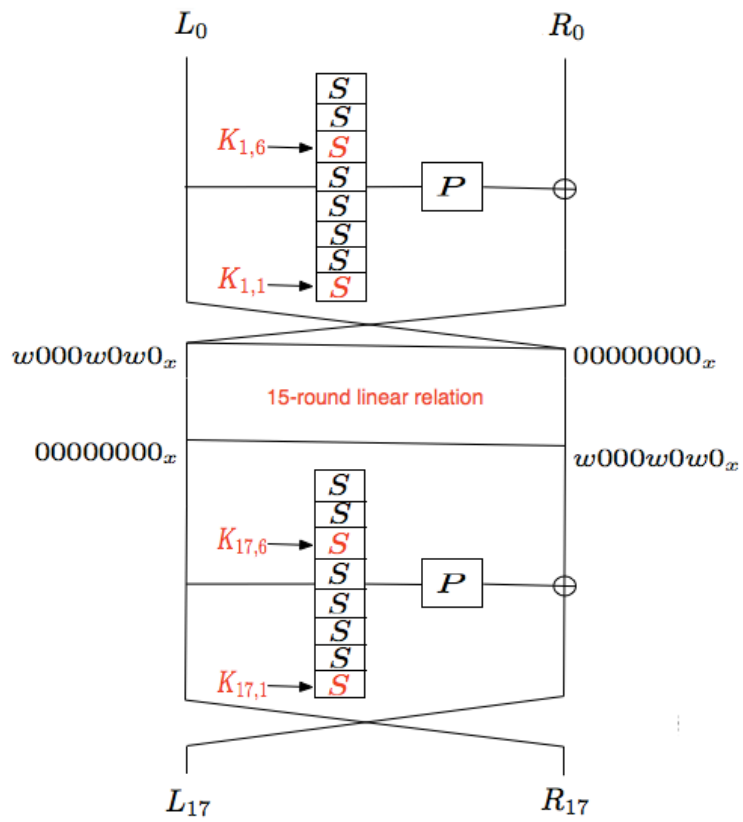 L₀ R₀
S
S
K₁,₆ S
S P
S
S
S
K₁,₁ S
w000w0w0ₓ 00000000ₓ
15-round linear relation
00000000ₓ w000w0w0ₓ
S
S
K₁₇,₆ S
S P
S
S
S
K₁₇,₁ S
L₁₇ R₁₇